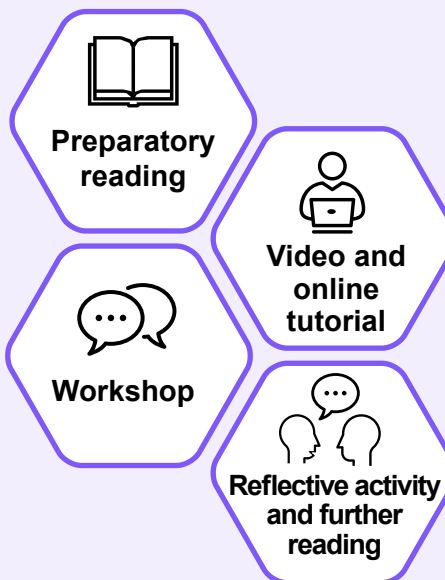 Preparatory
reading
Video and
online
tutorial
Workshop
Reflective activity
and further
reading